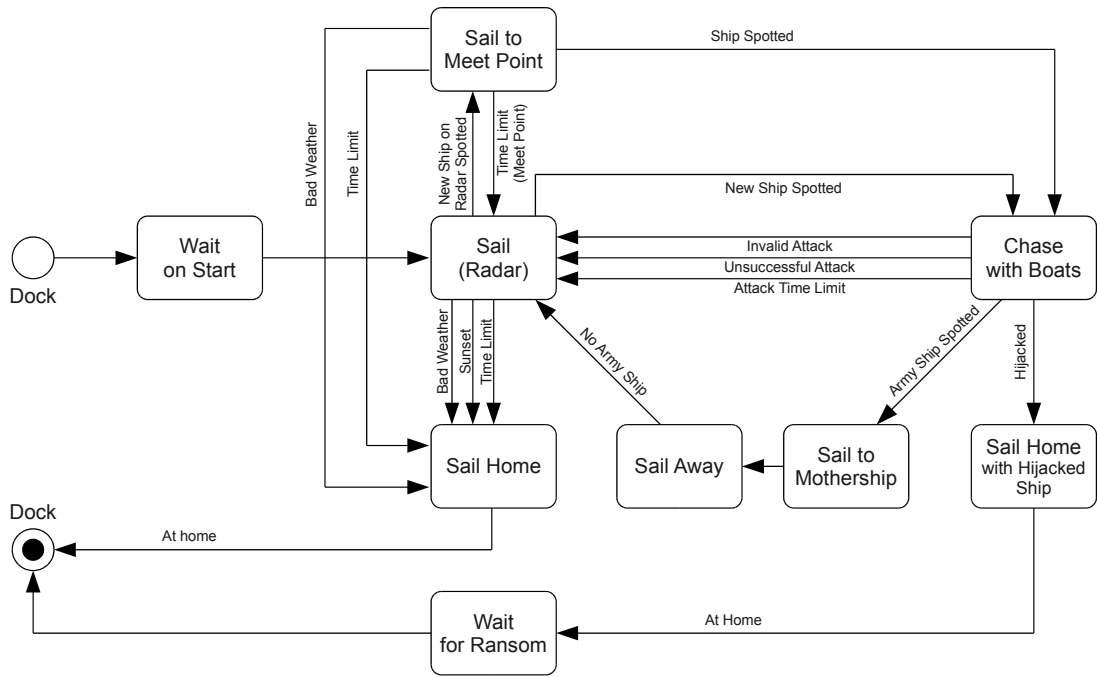 Sail to
Meet Point
Ship Spotted
Bad Weather
Time Limit
New Ship on
Radar Spotted
Time Limit
(Meet Point)
New Ship Spotted
Wait
on Start
Sail
(Radar)
Chase
with Boats
Dock
Invalid Attack
Unsuccessful Attack
Attack Time Limit
Bad Weather
Sunset
Time Limit
No Army Ship
Army Ship Spotted
Hijacked
Sail Home
Sail Away
Sail to
Mothership
Sail Home
with Hijacked
Ship
Dock
At home
Wait
for Ransom
At Home